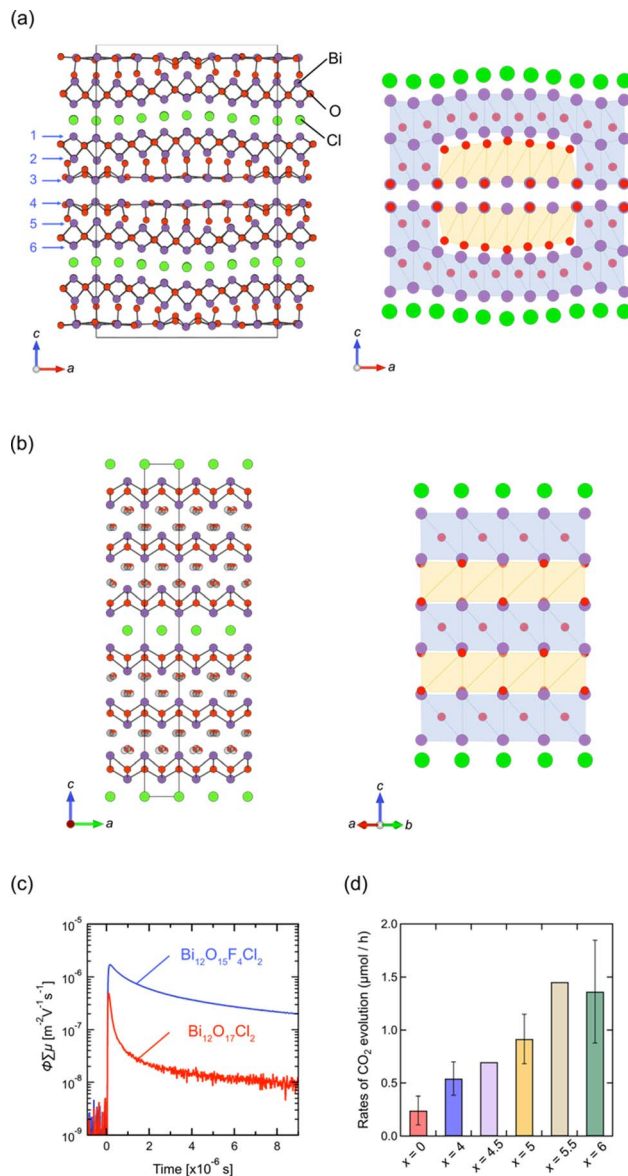 (a)
Bi
O
Cl
1
2
3
4
5
6
c
a
c
a
(b)
c
a
c
a b
(c)
(d)
ΦΣμ [m⁻²V⁻¹s⁻¹]
10⁻⁵
10⁻⁶
10⁻⁷
10⁻⁸
10⁻⁹
Bi₁₂O₁₅F₄Cl₂
Bi₁₂O₁₇Cl₂
0 2 4 6 8
Time [x10⁻⁶ s]
Rates of CO₂ evolution (μmol / h)
2.0
1.5
1.0
0.5
0.0
x = 0
x = 4
x = 4.5
x = 5
x = 5.5
x = 6